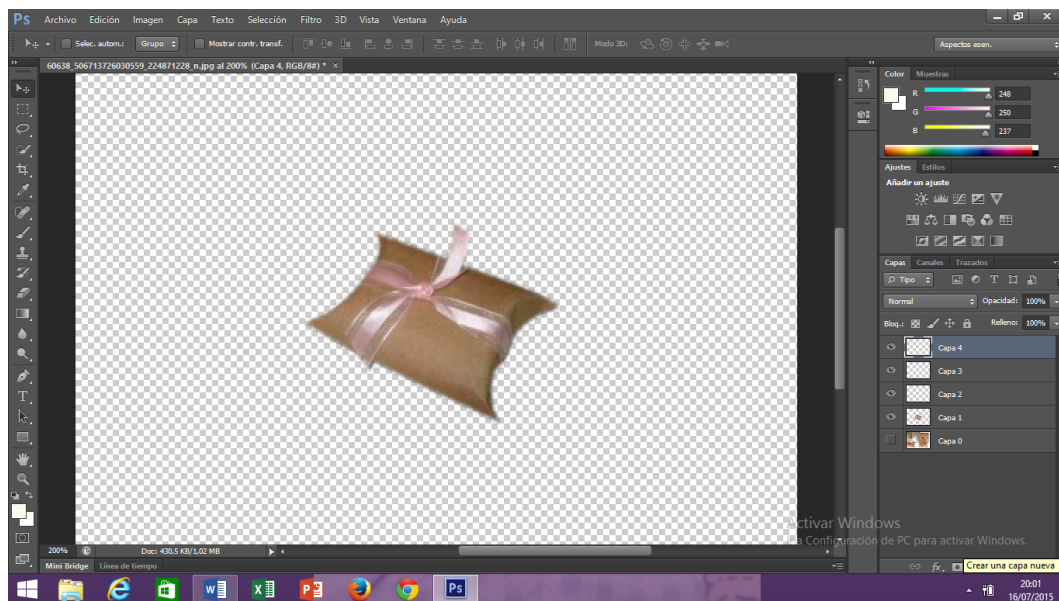 Ps Archivo Edición Imagen Capa Texto Selección Filtro 3D Vista Ventana Ayuda
Selec. autom.: Grupo Mostrar contr. transf. Modo 3D: Aspectos esen.
60638_506713726030559_224871228_n.jpg al 200% (Capa 4, RGB/8#) * ×
Color Muestras
R 248
G 250
B 237
Ajustes Estilos
Añadir un ajuste
Capas Canales Trazados
Tipo
Normal Opacidad: 100%
Bloq.: Relleno: 100%
Capa 4
Capa 3
Capa 2
Capa 1
Capa 0
Activar Windows
Configuración de PC para activar Windows.
200% Doc: 430,5 KB/1,02 MB
Mini Bridge Línea de tiempo
fx. Crear una capa nueva
20:01
16/07/2015